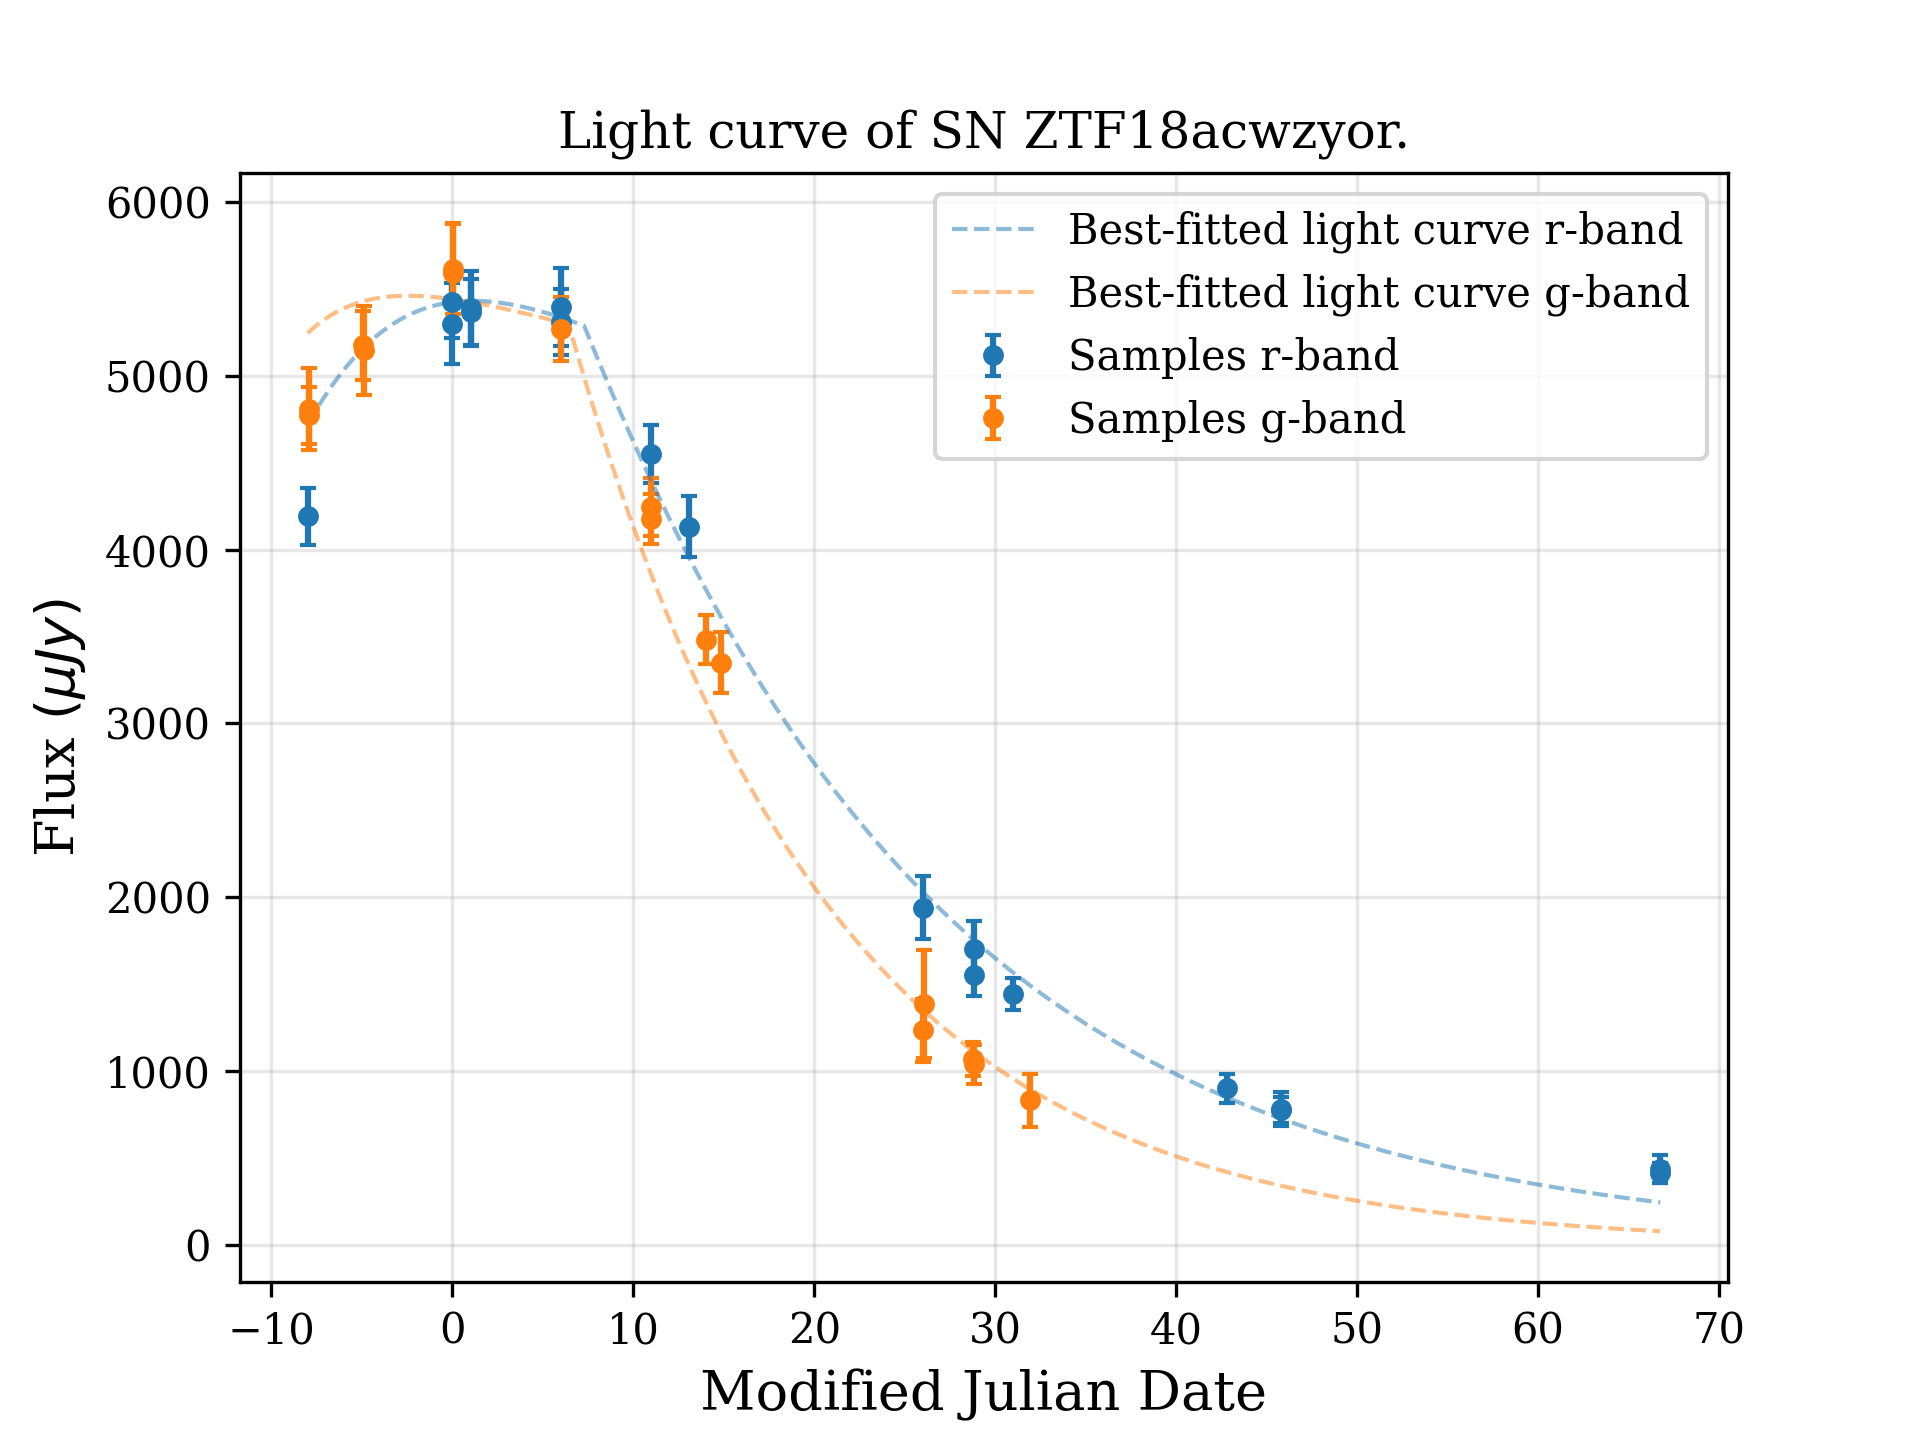 Light curve of SN ZTF18acwzyor.
6000
5000
4000
3000
2000
1000
0
Flux (μJy)
Best-fitted light curve r-band
Best-fitted light curve g-band
Samples r-band
Samples g-band
−10 0 10 20 30 40 50 60 70
Modified Julian Date